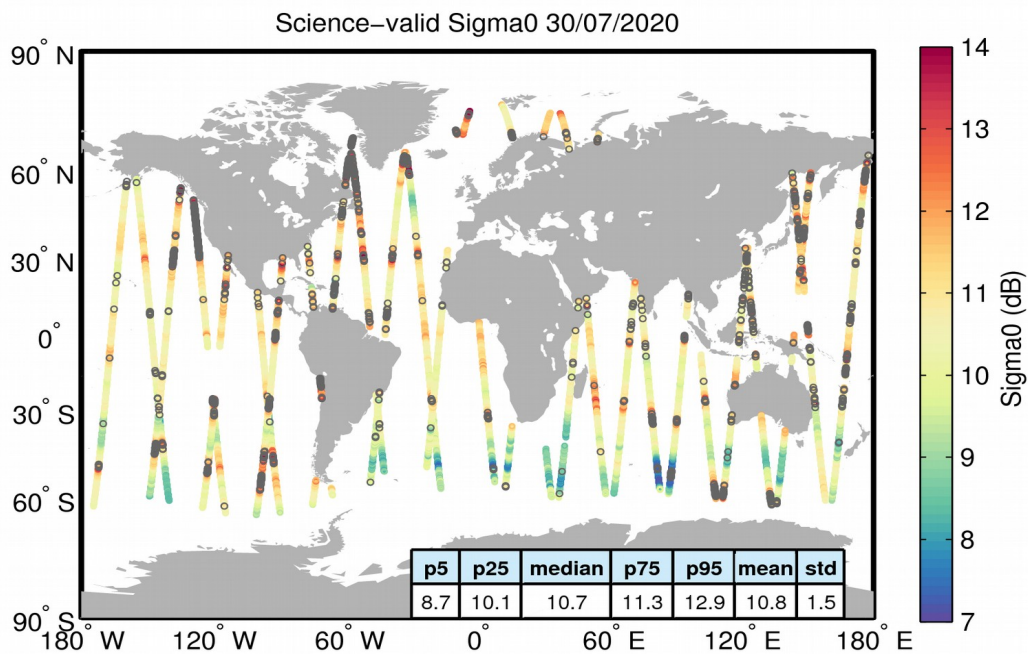 Science−valid Sigma0 30/07/2020
90° N
60° N
30° N
0°
30° S
60° S
90° S
180° W
120° W
60° W
0°
60° E
120° E
180° E
p5 p25 median p75 p95 mean std
8.7 10.1 10.7 11.3 12.9 10.8 1.5
14
13
12
11
10
9
8
7
Sigma0 (dB)